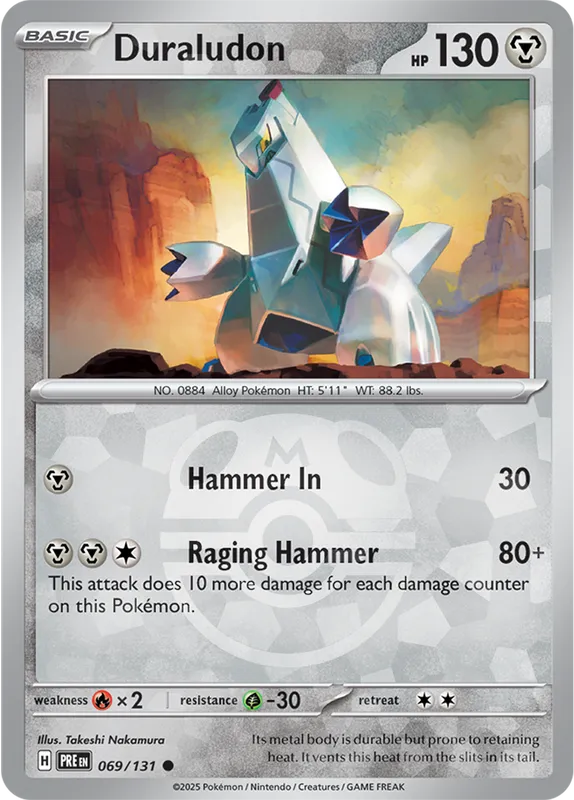 BASIC Duraludon HP 130
NO. 0884 Alloy Pokémon HT: 5'11" WT: 88.2 lbs.
M
Hammer In 30
Raging Hammer 80+
This attack does 10 more damage for each damage counter
on this Pokémon.
weakness ×2 resistance -30 retreat
Illus. Takeshi Nakamura
Its metal body is durable but prone to retaining
heat. It vents this heat from the slits in its tail.
H PRE EN 069/131
©2025 Pokémon / Nintendo / Creatures / GAME FREAK